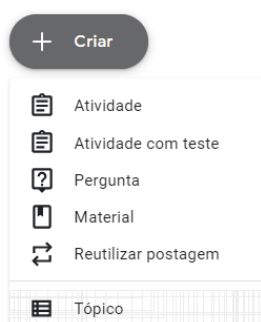 Criar
Atividade
Atividade com teste
Pergunta
Material
Reutilizar postagem
Tópico